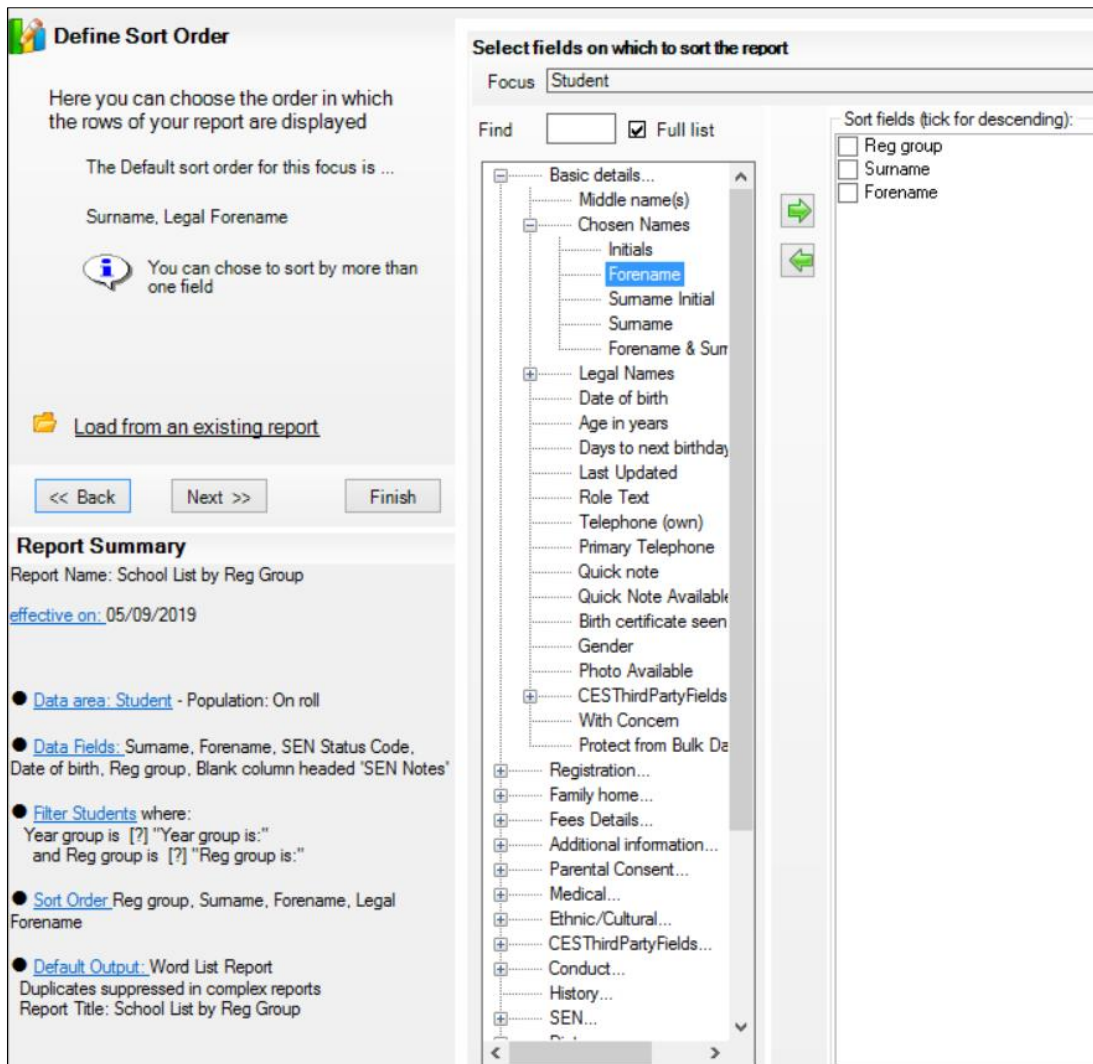 Define Sort Order
Here you can choose the order in which
the rows of your report are displayed
The Default sort order for this focus is ...
Surname, Legal Forename
You can chose to sort by more than
one field
Load from an existing report
<< Back
Next >>
Finish
Report Summary
Report Name: School List by Reg Group
effective on: 05/09/2019
Data area: Student - Population: On roll
Data Fields: Surname, Forename, SEN Status Code,
Date of birth, Reg group, Blank column headed 'SEN Notes'
Filter Students where:
Year group is [?] "Year group is:"
and Reg group is [?] "Reg group is:"
Sort Order Reg group, Surname, Forename, Legal
Forename
Default Output: Word List Report
Duplicates suppressed in complex reports
Report Title: School List by Reg Group
Select fields on which to sort the report
Focus Student
Find Full list
Basic details...
Middle name(s)
Chosen Names
Initials
Forename
Surname Initial
Surname
Forename & Surn
Legal Names
Date of birth
Age in years
Days to next birthday
Last Updated
Role Text
Telephone (own)
Primary Telephone
Quick note
Quick Note Available
Birth certificate seen
Gender
Photo Available
CESThirdPartyFields
With Concern
Protect from Bulk Da
Registration...
Family home...
Fees Details...
Additional information...
Parental Consent...
Medical...
Ethnic/Cultural...
CESThirdPartyFields...
Conduct...
History...
SEN...
Sort fields (tick for descending):
Reg group
Surname
Forename